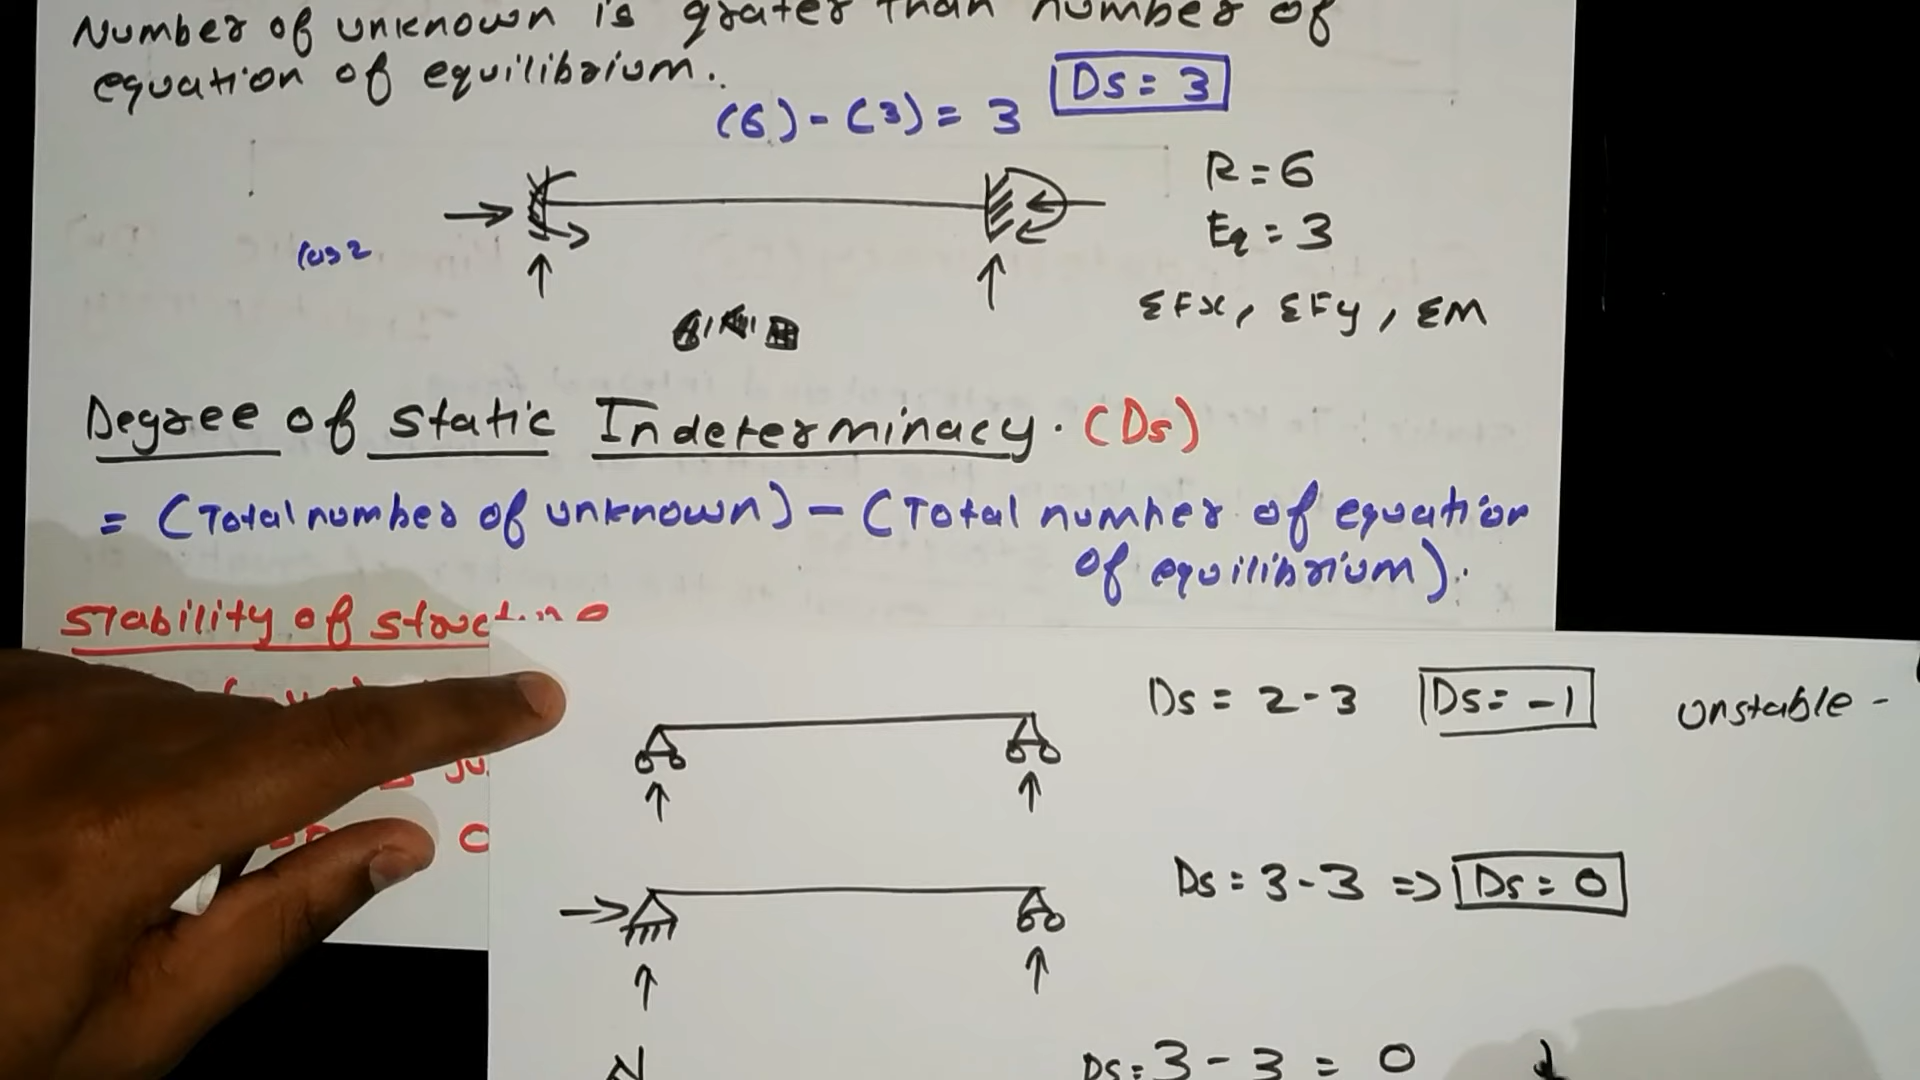 Number of unknown is grater than number of
equation of equilibrium.
(6) - (3) = 3
Ds = 3
R = 6
Eq = 3
ΣFx, ΣFy, ΣM
Degree of static Indeterminacy. (Ds)
= (Total number of unknown) - (Total number of equation
of equilibrium).
Stability of
Ds = 2 - 3 Ds = -1 unstable -
Ds = 3 - 3 => Ds = 0
Ds = 3 - 3 = 0